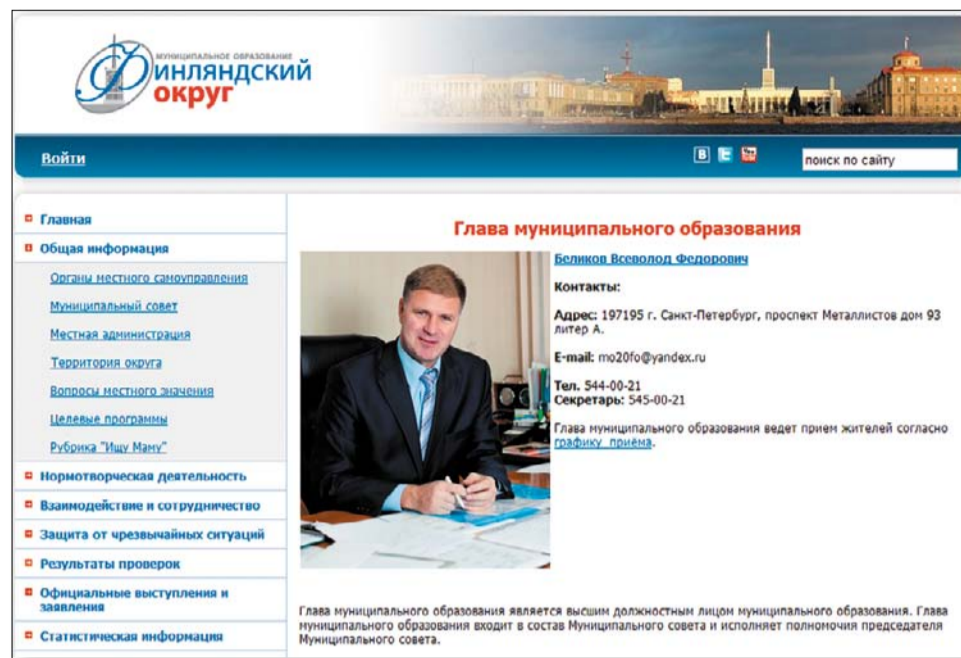 МУНИЦИПАЛЬНОЕ ОБРАЗОВАНИЕ
ФИНЛЯНДСКИЙ
округ
Войти
В
t
You
поиск по сайту
Главная
Общая информация
Органы местного самоуправления
Муниципальный совет
Местная администрация
Территория округа
Вопросы местного значения
Целевые программы
Рубрика "Ищу Маму"
Нормотворческая деятельность
Взаимодействие и сотрудничество
Защита от чрезвычайных ситуаций
Результаты проверок
Официальные выступления и
заявления
Статистическая информация
Глава муниципального образования
Беликов Всеволод Федорович
Контакты:
Адрес: 197195 г. Санкт-Петербург, проспект Металлистов дом 93
литер А.
E-mail: mo20fo@yandex.ru
Тел. 544-00-21
Секретарь: 545-00-21
Глава муниципального образования ведет прием жителей согласно
графику приёма.
Глава муниципального образования является высшим должностным лицом муниципального образования. Глава
муниципального образования входит в состав Муниципального совета и исполняет полномочия председателя
Муниципального совета.